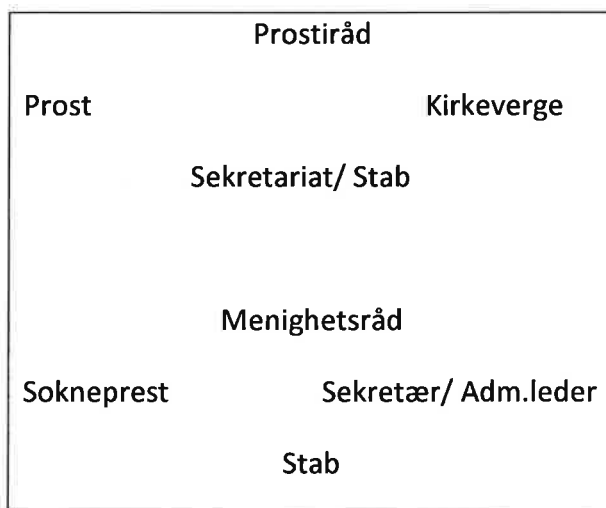 Prostiråd
Prost Kirkeverge
Sekretariat/ Stab
Menighetsråd
Sokneprest Sekretær/ Adm.leder
Stab